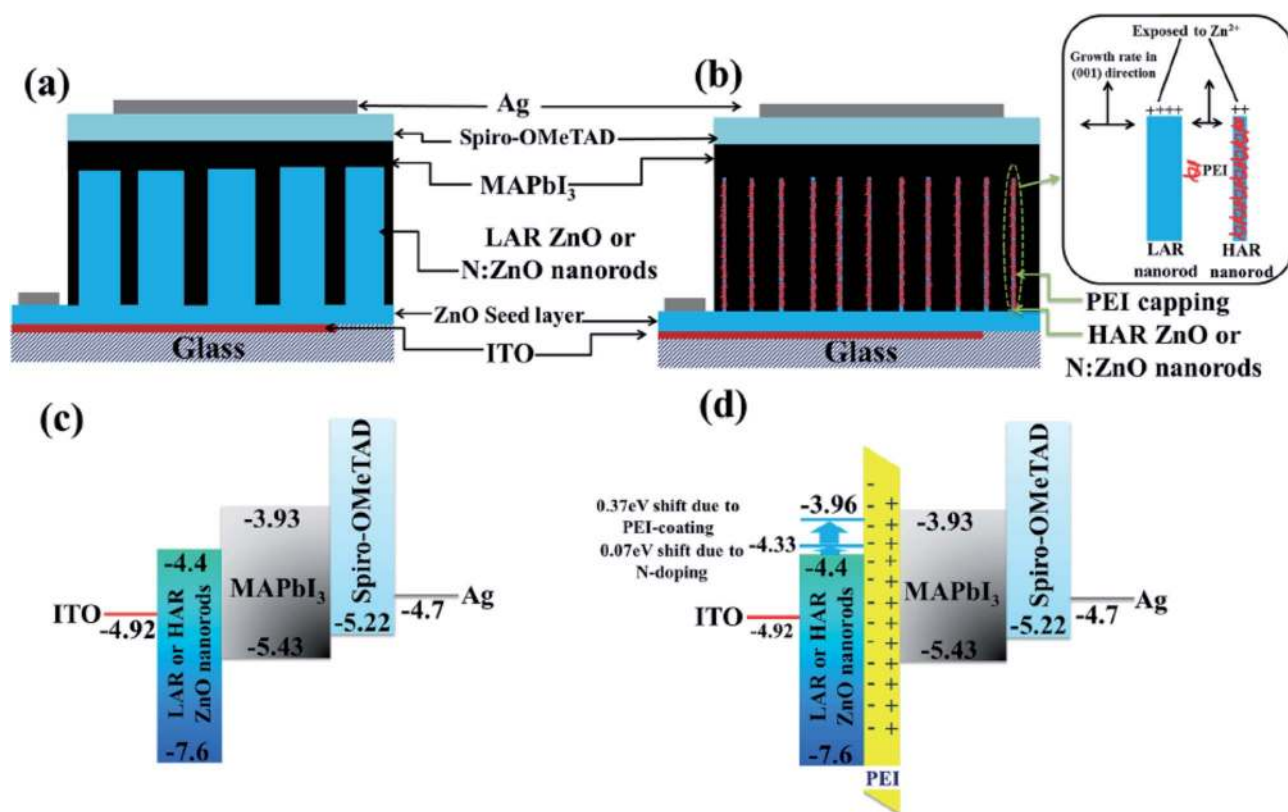 (a)
Ag
Spiro-OMeTAD
MAPbI₃
LAR ZnO or
N:ZnO nanorods
ZnO Seed layer
ITO
Glass
(b)
Glass
PEI capping
HAR ZnO or
N:ZnO nanorods
Exposed to Zn²⁺
Growth rate in
(001) direction
++++
++
PEI
LAR
nanorod
HAR
nanorod
(c)
ITO
-4.92
-4.4
LAR or HAR
ZnO nanorods
-7.6
-3.93
MAPbI₃
-5.43
Spiro-OMeTAD
-5.22
-4.7
Ag
(d)
0.37eV shift due to
PEI-coating
0.07eV shift due to
N-doping
-3.96
-4.33
-4.4
ITO
-4.92
LAR or HAR
ZnO nanorods
-7.6
- - - - - - - - - - - -
+ + + + + + + + + + + + +
PEI
-3.93
MAPbI₃
-5.43
Spiro-OMeTAD
-5.22
-4.7
Ag